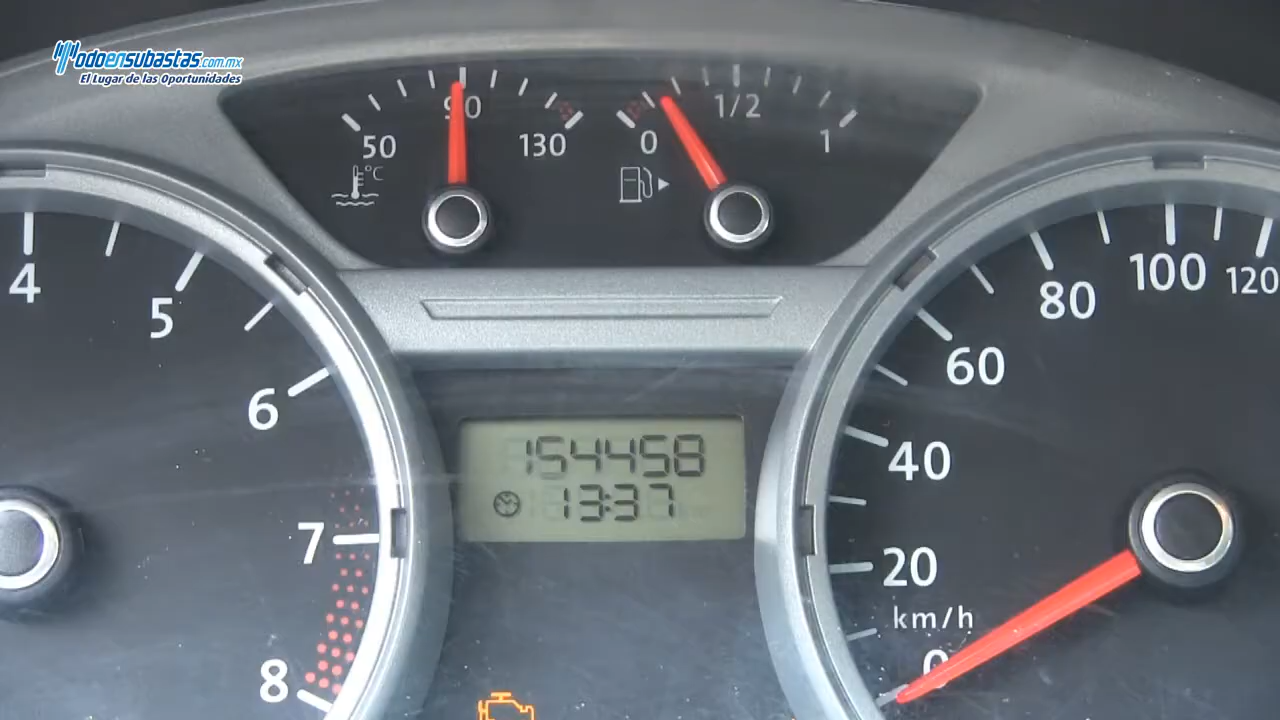 Todoensubastas.com.mx
El Lugar de las Oportunidades
50 90 130
°C
0 1/2 1
4 5 6 7 8
154458
13:37
0 20 40 60 80 100 120
km/h